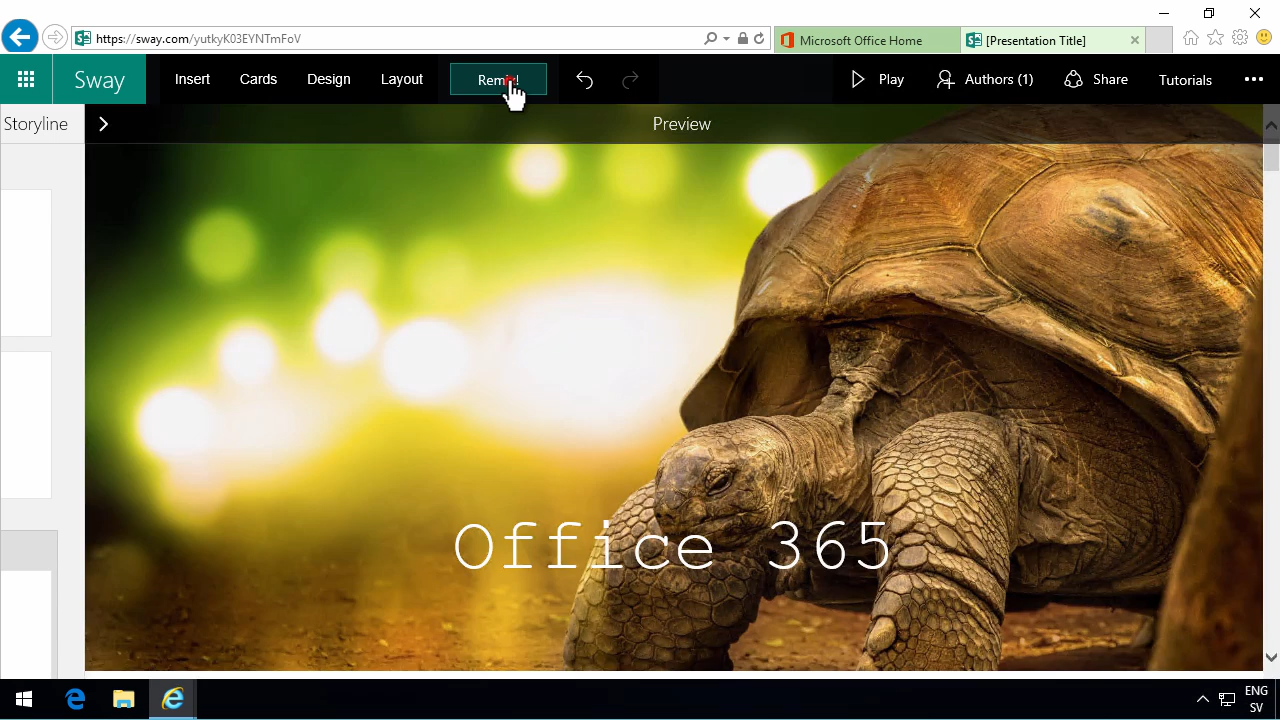 https://sway.com/yutkyK03EYNTmFoV
Microsoft Office Home
[Presentation Title]
Sway
Insert
Cards
Design
Layout
Play
Authors (1)
Share
Tutorials
Storyline
Preview
Office 365
ENG
SV